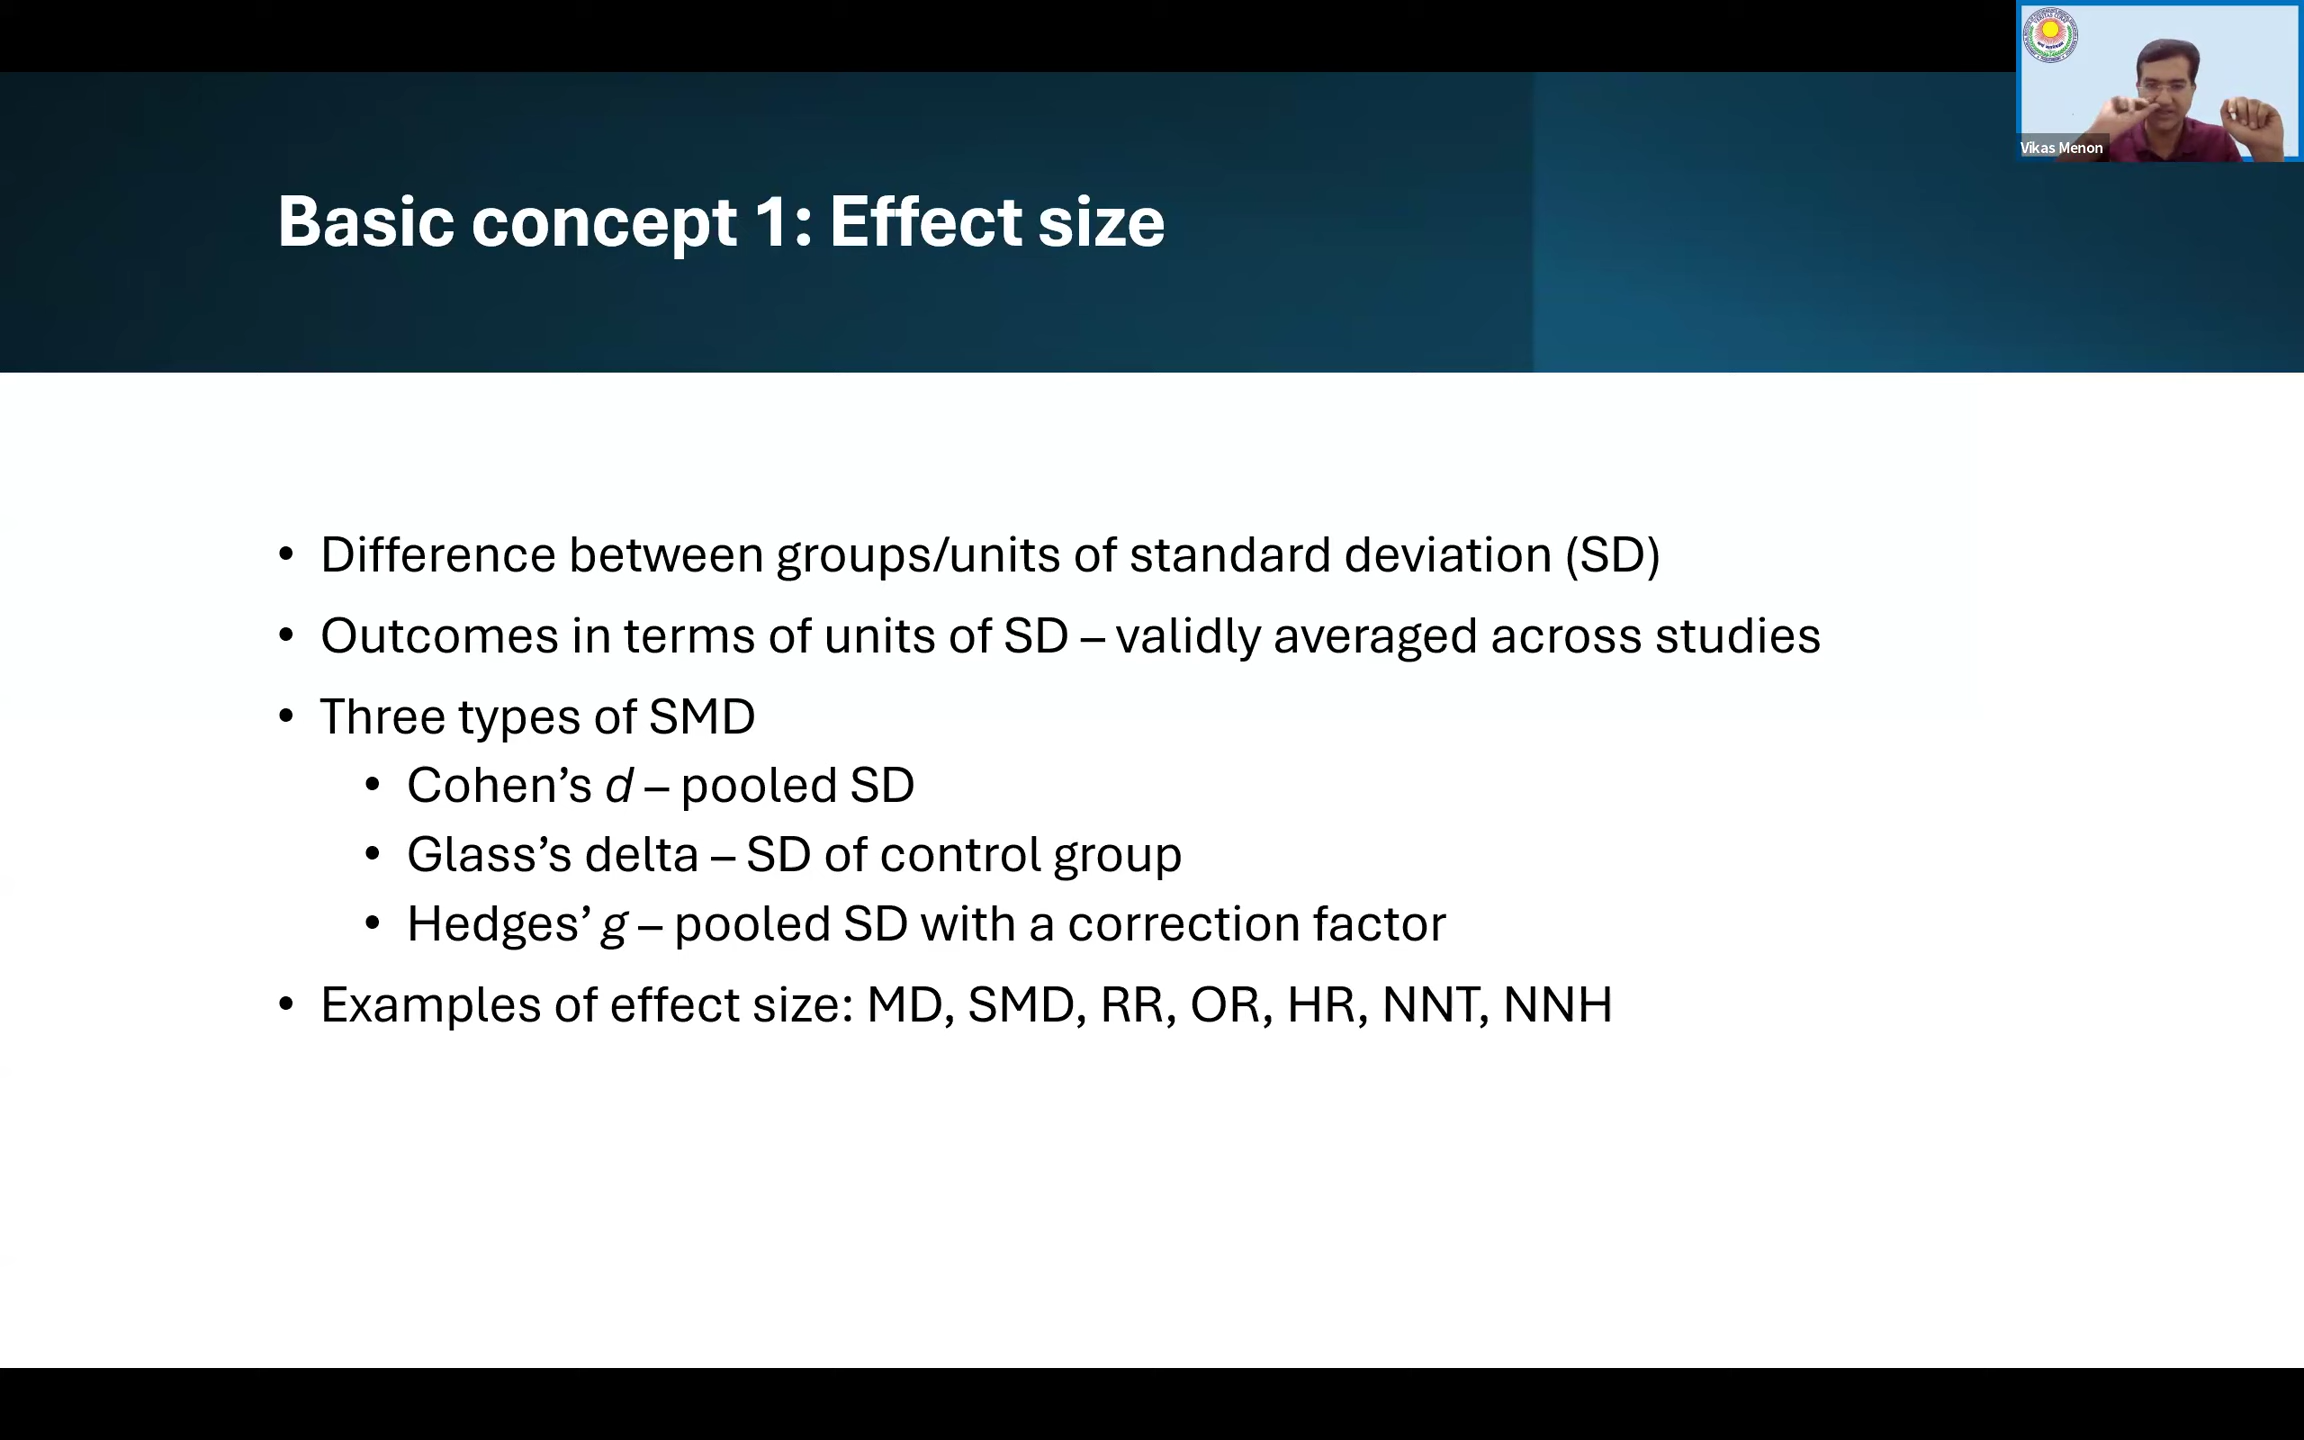 Vikas Menon
Basic concept 1: Effect size
• Difference between groups/units of standard deviation (SD)
• Outcomes in terms of units of SD – validly averaged across studies
• Three types of SMD
• Cohen’s d – pooled SD
• Glass’s delta – SD of control group
• Hedges’ g – pooled SD with a correction factor
• Examples of effect size: MD, SMD, RR, OR, HR, NNT, NNH